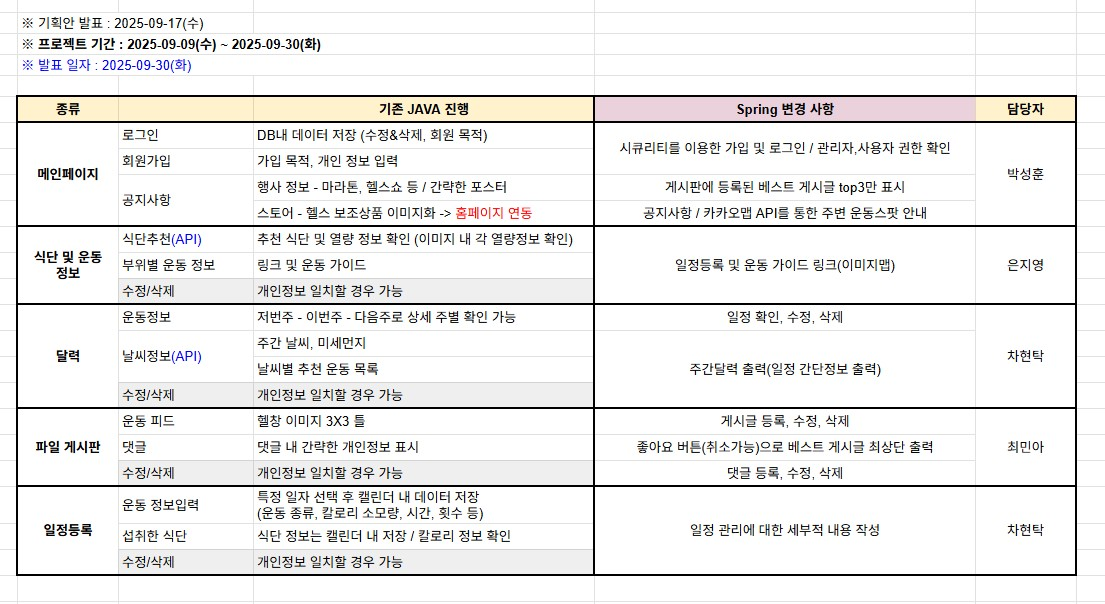 ※ 기획안 발표 : 2025-09-17(수)
※ 프로젝트 기간 : 2025-09-09(수) ~ 2025-09-30(화)
※ 발표 일자 : 2025-09-30(화)
종류 기존 JAVA 진행 Spring 변경 사항 담당자
메인페이지
로그인 DB내 데이터 저장 (수정&삭제, 회원 목적)
회원가입 가입 목적, 개인 정보 입력
시큐리티를 이용한 가입 및 로그인 / 관리자,사용자 권한 확인
박성훈
공지사항
행사 정보 - 마라톤, 헬스쇼 등 / 간략한 포스터 게시판에 등록된 베스트 게시글 top3만 표시
스토어 - 헬스 보조상품 이미지화 -> 홈페이지 연동 공지사항 / 카카오맵 API를 통한 주변 운동스팟 안내
식단 및 운동
정보
식단추천(API) 추천 식단 및 열량 정보 확인 (이미지 내 각 열량정보 확인)
부위별 운동 정보 링크 및 운동 가이드 일정등록 및 운동 가이드 링크(이미지맵) 은지영
수정/삭제 개인정보 일치할 경우 가능
달력
운동정보 저번주 - 이번주 - 다음주로 상세 주별 확인 가능 일정 확인, 수정, 삭제
날씨정보(API)
주간 날씨, 미세먼지
날씨별 추천 운동 목록
주간달력 출력(일정 간단정보 출력)
차현탁
수정/삭제 개인정보 일치할 경우 가능
파일 게시판
운동 피드 헬창 이미지 3X3 틀 게시글 등록, 수정, 삭제
댓글 댓글 내 간략한 개인정보 표시 좋아요 버튼(취소가능)으로 베스트 게시글 최상단 출력 최민아
수정/삭제 개인정보 일치할 경우 가능 댓글 등록, 수정, 삭제
일정등록
운동 정보입력
특정 일자 선택 후 캘린더 내 데이터 저장
(운동 종류, 칼로리 소모량, 시간, 횟수 등)
섭취한 식단 식단 정보는 캘린더 내 저장 / 칼로리 정보 확인
일정 관리에 대한 세부적 내용 작성
차현탁
수정/삭제 개인정보 일치할 경우 가능